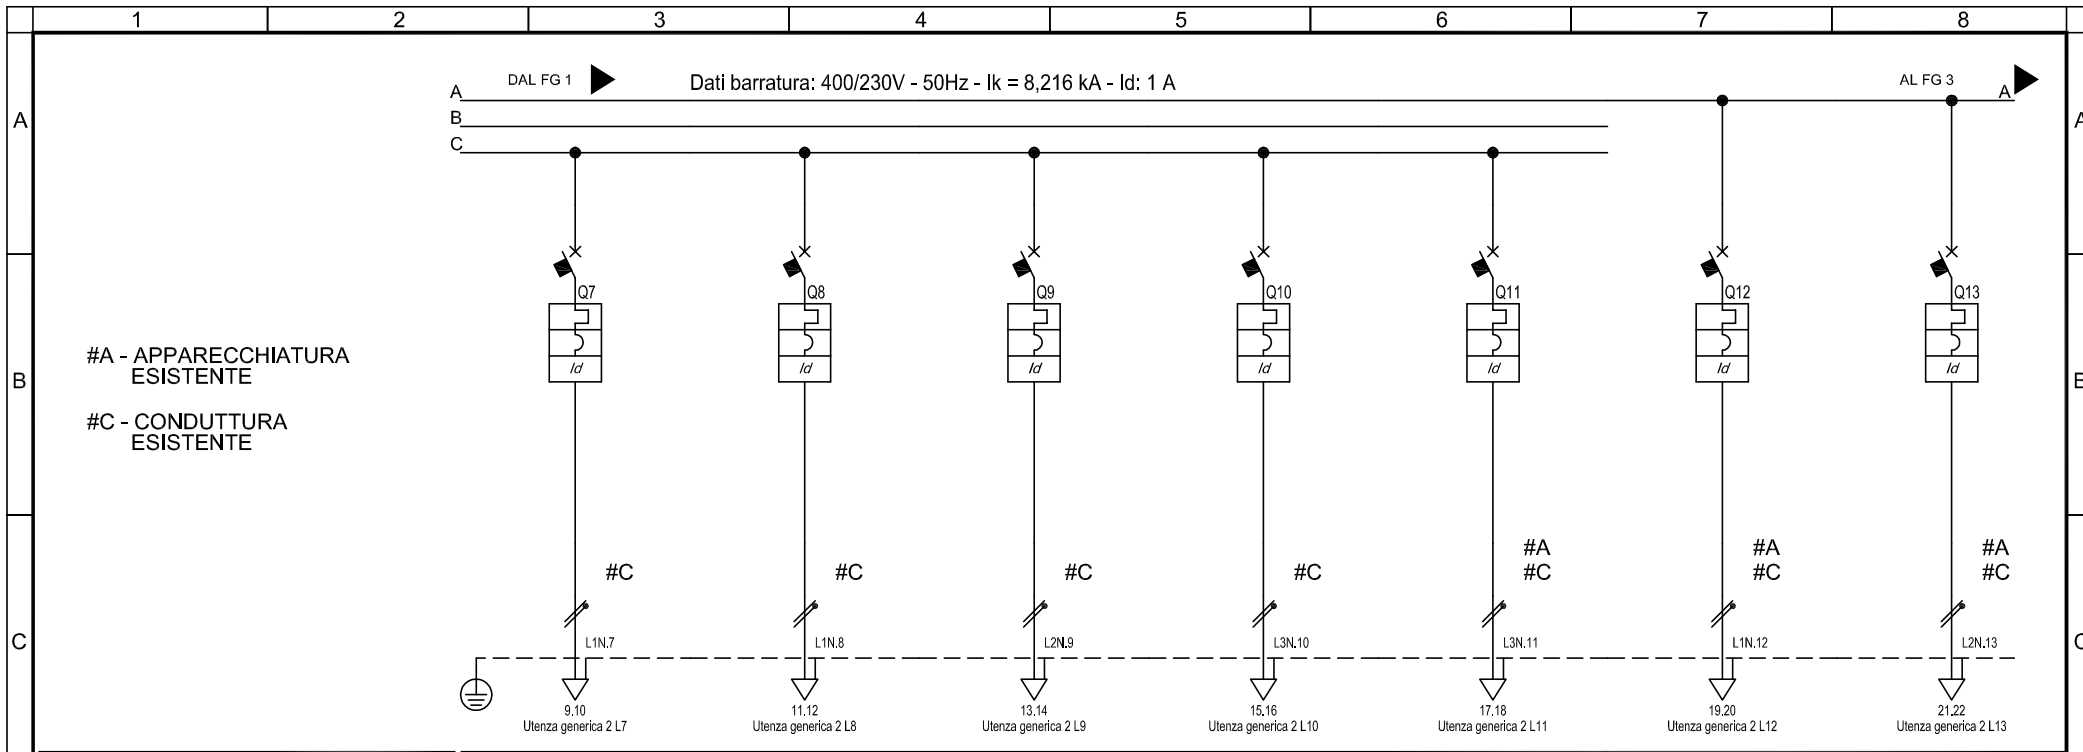 1 2 3 4 5 6 7 8
DAL FG 1 Dati barratura: 400/230V - 50Hz - Ik = 8,216 kA - Id: 1 A AL FG 3
A A
B
C
A A
Q7 Q8 Q9 Q10 Q11 Q12 Q13
#A - APPARECCHIATURA
ESISTENTE
Id Id Id Id Id Id Id
B B
#C - CONDUTTURA
ESISTENTE
#A #A #A
#C #C #C #C #C #C #C
C C
L1N.7 L1N.8 L2N.9 L3N.10 L3N.11 L1N.12 L2N.13
9.10 11.12 13.14 15.16 17.18 19.20 21.22
Utenza generica 2 L7 Utenza generica 2 L8 Utenza generica 2 L9 Utenza generica 2 L10 Utenza generica 2 L11 Utenza generica 2 L12 Utenza generica 2 L13